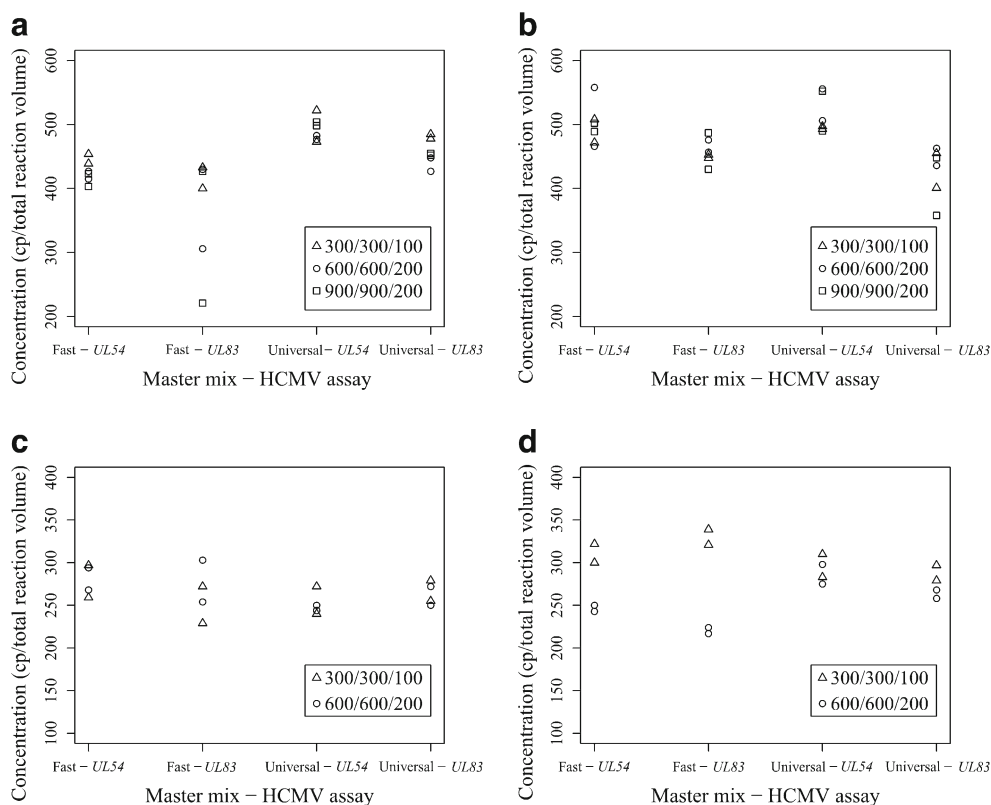 a
Concentration (cp/total reaction volume)
600
500
400
300
200
300/300/100
600/600/200
900/900/200
Fast – UL54
Fast – UL83
Universal – UL54
Universal – UL83
Master mix – HCMV assay
b
Concentration (cp/total reaction volume)
600
500
400
300
200
300/300/100
600/600/200
900/900/200
Fast – UL54
Fast – UL83
Universal – UL54
Universal – UL83
Master mix – HCMV assay
c
Concentration (cp/total reaction volume)
400
350
300
250
200
150
100
300/300/100
600/600/200
Fast – UL54
Fast – UL83
Universal – UL54
Universal – UL83
Master mix – HCMV assay
d
Concentration (cp/total reaction volume)
400
350
300
250
200
150
100
300/300/100
600/600/200
Fast – UL54
Fast – UL83
Universal – UL54
Universal – UL83
Master mix – HCMV assay